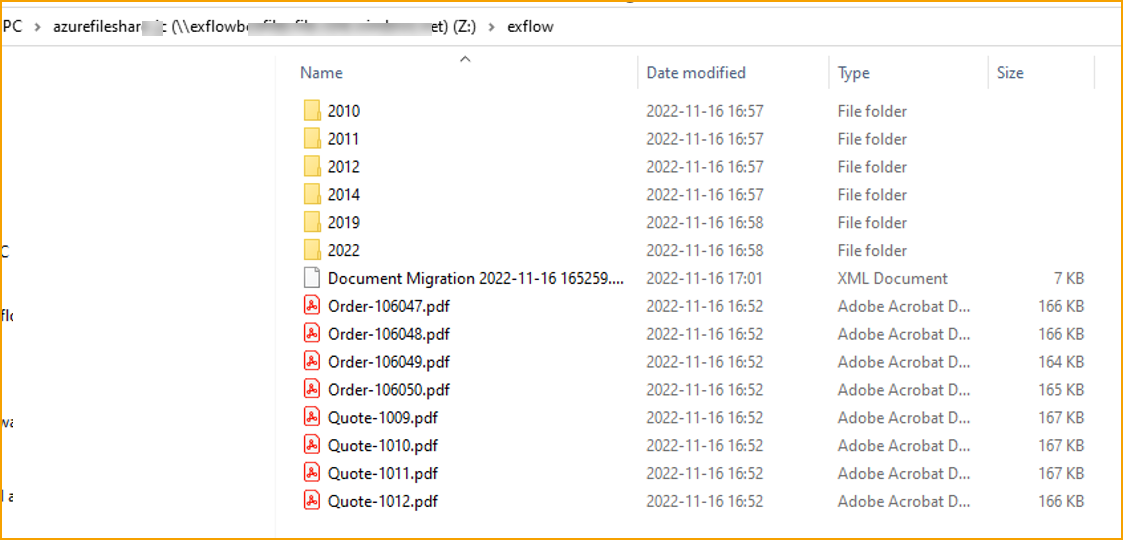 PC > azurefileshar (\\exflowb et) (Z:) > exflow
Name Date modified Type Size
2010 2022-11-16 16:57 File folder
2011 2022-11-16 16:57 File folder
2012 2022-11-16 16:57 File folder
2014 2022-11-16 16:57 File folder
2019 2022-11-16 16:58 File folder
2022 2022-11-16 16:58 File folder
Document Migration 2022-11-16 165259.... 2022-11-16 17:01 XML Document 7 KB
Order-106047.pdf 2022-11-16 16:52 Adobe Acrobat D... 166 KB
Order-106048.pdf 2022-11-16 16:52 Adobe Acrobat D... 166 KB
Order-106049.pdf 2022-11-16 16:52 Adobe Acrobat D... 164 KB
Order-106050.pdf 2022-11-16 16:52 Adobe Acrobat D... 165 KB
Quote-1009.pdf 2022-11-16 16:52 Adobe Acrobat D... 167 KB
Quote-1010.pdf 2022-11-16 16:52 Adobe Acrobat D... 167 KB
Quote-1011.pdf 2022-11-16 16:52 Adobe Acrobat D... 167 KB
Quote-1012.pdf 2022-11-16 16:52 Adobe Acrobat D... 166 KB